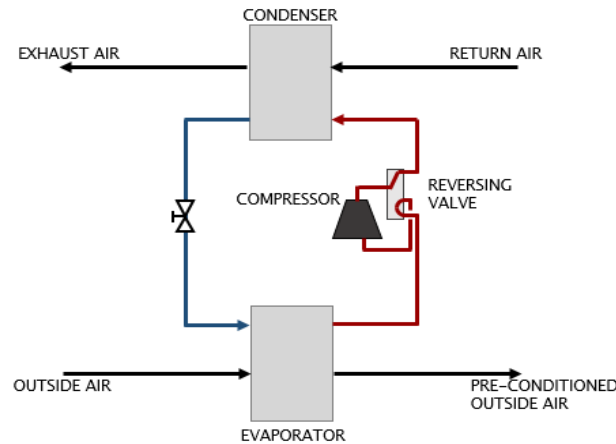 CONDENSER
EXHAUST AIR
RETURN AIR
COMPRESSOR
REVERSING
VALVE
OUTSIDE AIR
PRE-CONDITIONED
OUTSIDE AIR
EVAPORATOR